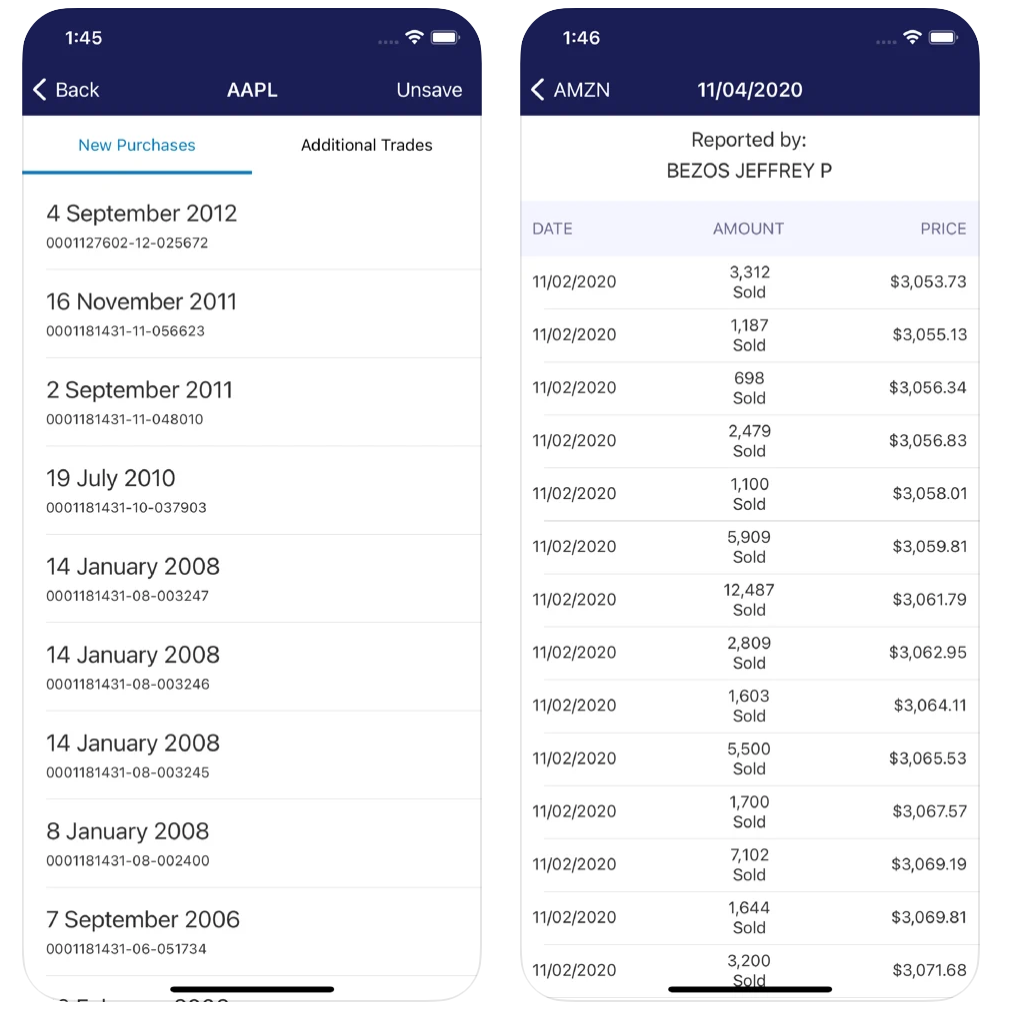 1:45
Back AAPL Unsave
New Purchases Additional Trades
4 September 2012
0001127602-12-025672
16 November 2011
0001181431-11-056623
2 September 2011
0001181431-11-048010
19 July 2010
0001181431-10-037903
14 January 2008
0001181431-08-003247
14 January 2008
0001181431-08-003246
14 January 2008
0001181431-08-003245
8 January 2008
0001181431-08-002400
7 September 2006
0001181431-06-051734
1:46
AMZN 11/04/2020
Reported by:
BEZOS JEFFREY P
DATE AMOUNT PRICE
11/02/2020 3,312 Sold $3,053.73
11/02/2020 1,187 Sold $3,055.13
11/02/2020 698 Sold $3,056.34
11/02/2020 2,479 Sold $3,056.83
11/02/2020 1,100 Sold $3,058.01
11/02/2020 5,909 Sold $3,059.81
11/02/2020 12,487 Sold $3,061.79
11/02/2020 2,809 Sold $3,062.95
11/02/2020 1,603 Sold $3,064.11
11/02/2020 5,500 Sold $3,065.53
11/02/2020 1,700 Sold $3,067.57
11/02/2020 7,102 Sold $3,069.19
11/02/2020 1,644 Sold $3,069.81
11/02/2020 3,200 Sold $3,071.68